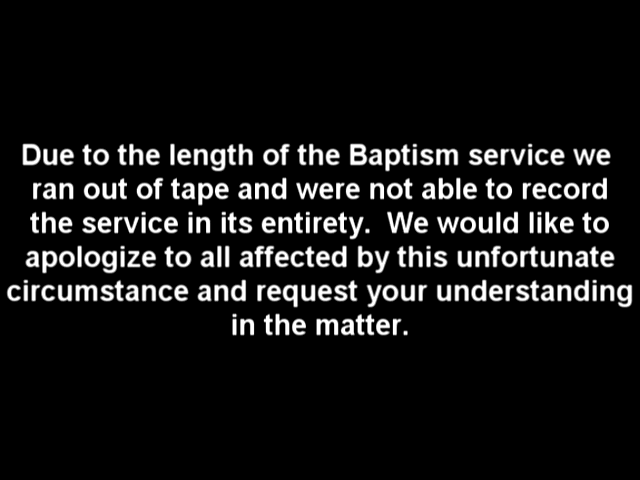 Due to the length of the Baptism service we
ran out of tape and were not able to record
the service in its entirety.  We would like to
apologize to all affected by this unfortunate
circumstance and request your understanding
in the matter.